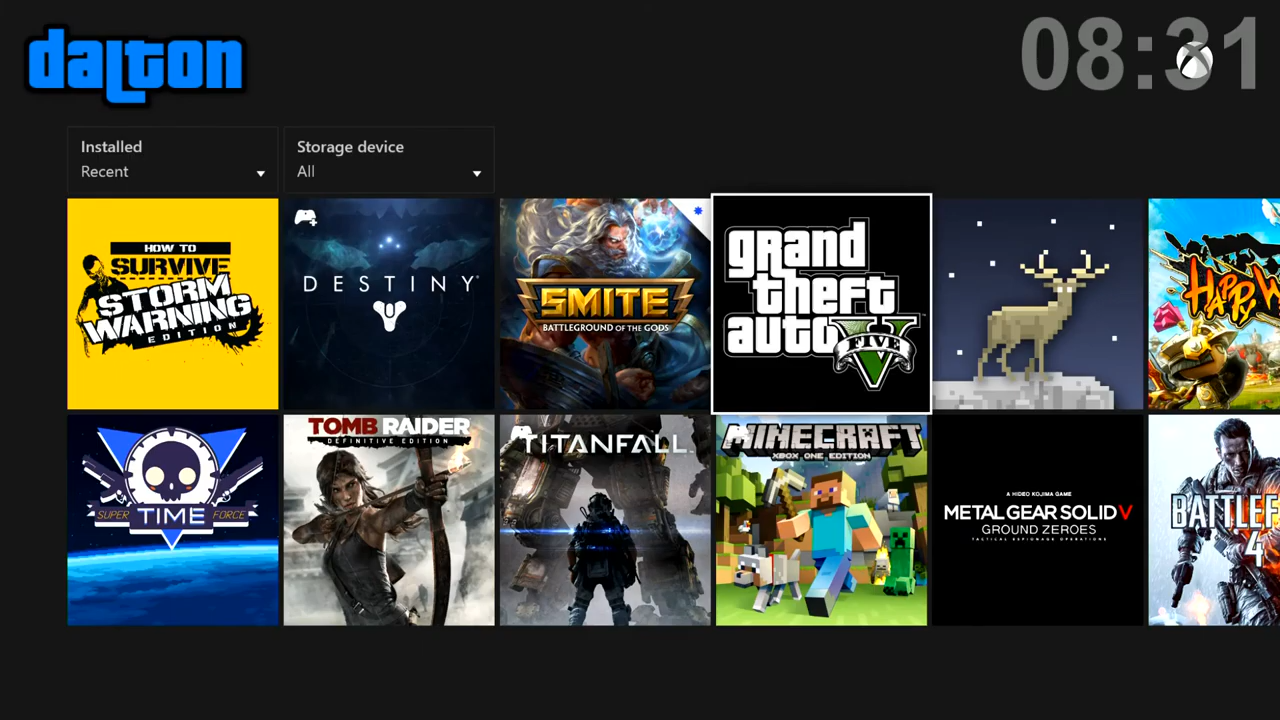 dalton
08:31
Installed
Recent
Storage device
All
HOW TO
SURVIVE
STORM
WARNING
EDITION
DESTINY
SMITE
BATTLEGROUND OF THE GODS
grand
theft
auto
FIVE
V
HAPPY W
SUPER TIME FORCE
TOMB RAIDER
DEFINITIVE EDITION
TITANFALL
MINECRAFT
XBOX ONE EDITION
A HIDEO KOJIMA GAME
METAL GEAR SOLID V
GROUND ZEROES
TACTICAL ESPIONAGE OPERATIONS
BATTLEF
4